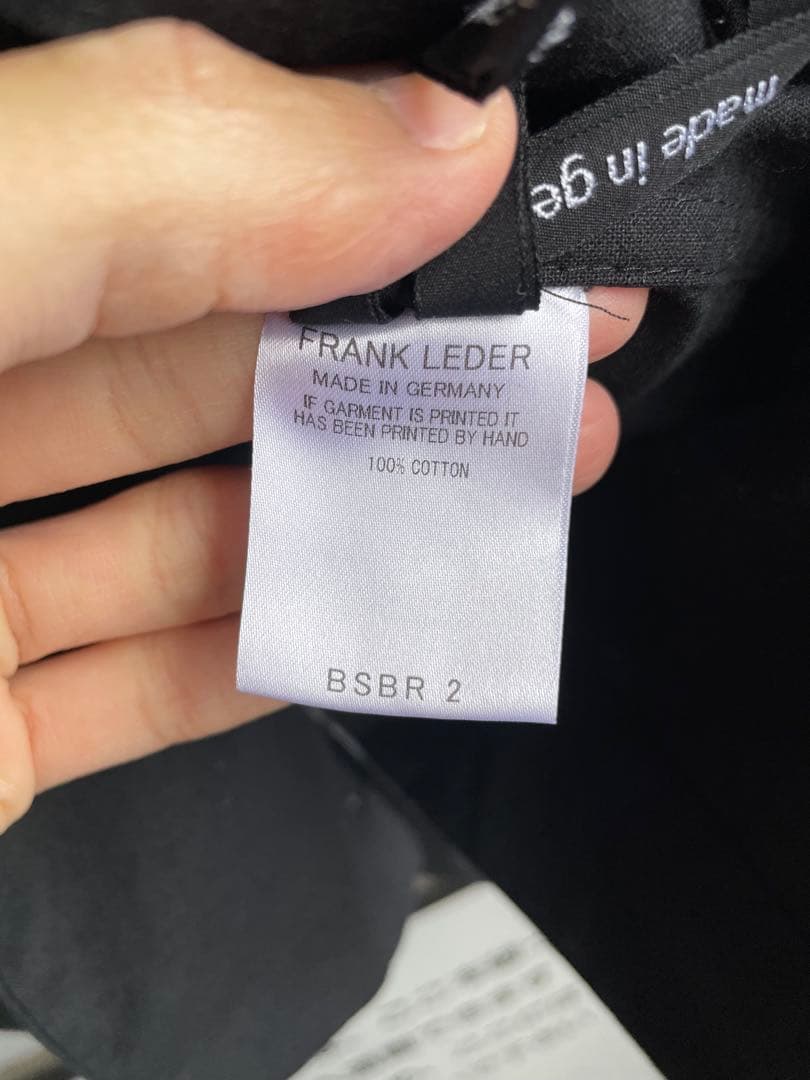 made in ge
FRANK LEDER
MADE IN GERMANY
IF GARMENT IS PRINTED IT
HAS BEEN PRINTED BY HAND
100% COTTON
BSBR 2